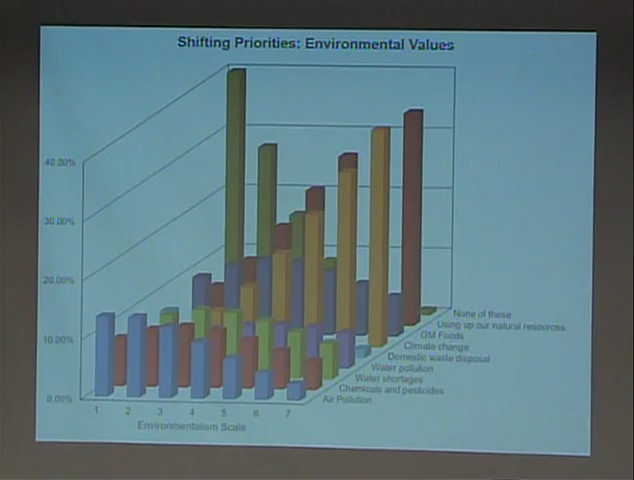 Shifting Priorities: Environmental Values
40.00%
30.00%
20.00%
10.00%
0.00%
1 2 3 4 5 6 7
Environmentalism Scale
None of these
Using up our natural resources
GM Foods
Climate change
Domestic waste disposal
Water pollution
Water shortages
Chemicals and pesticides
Air Pollution